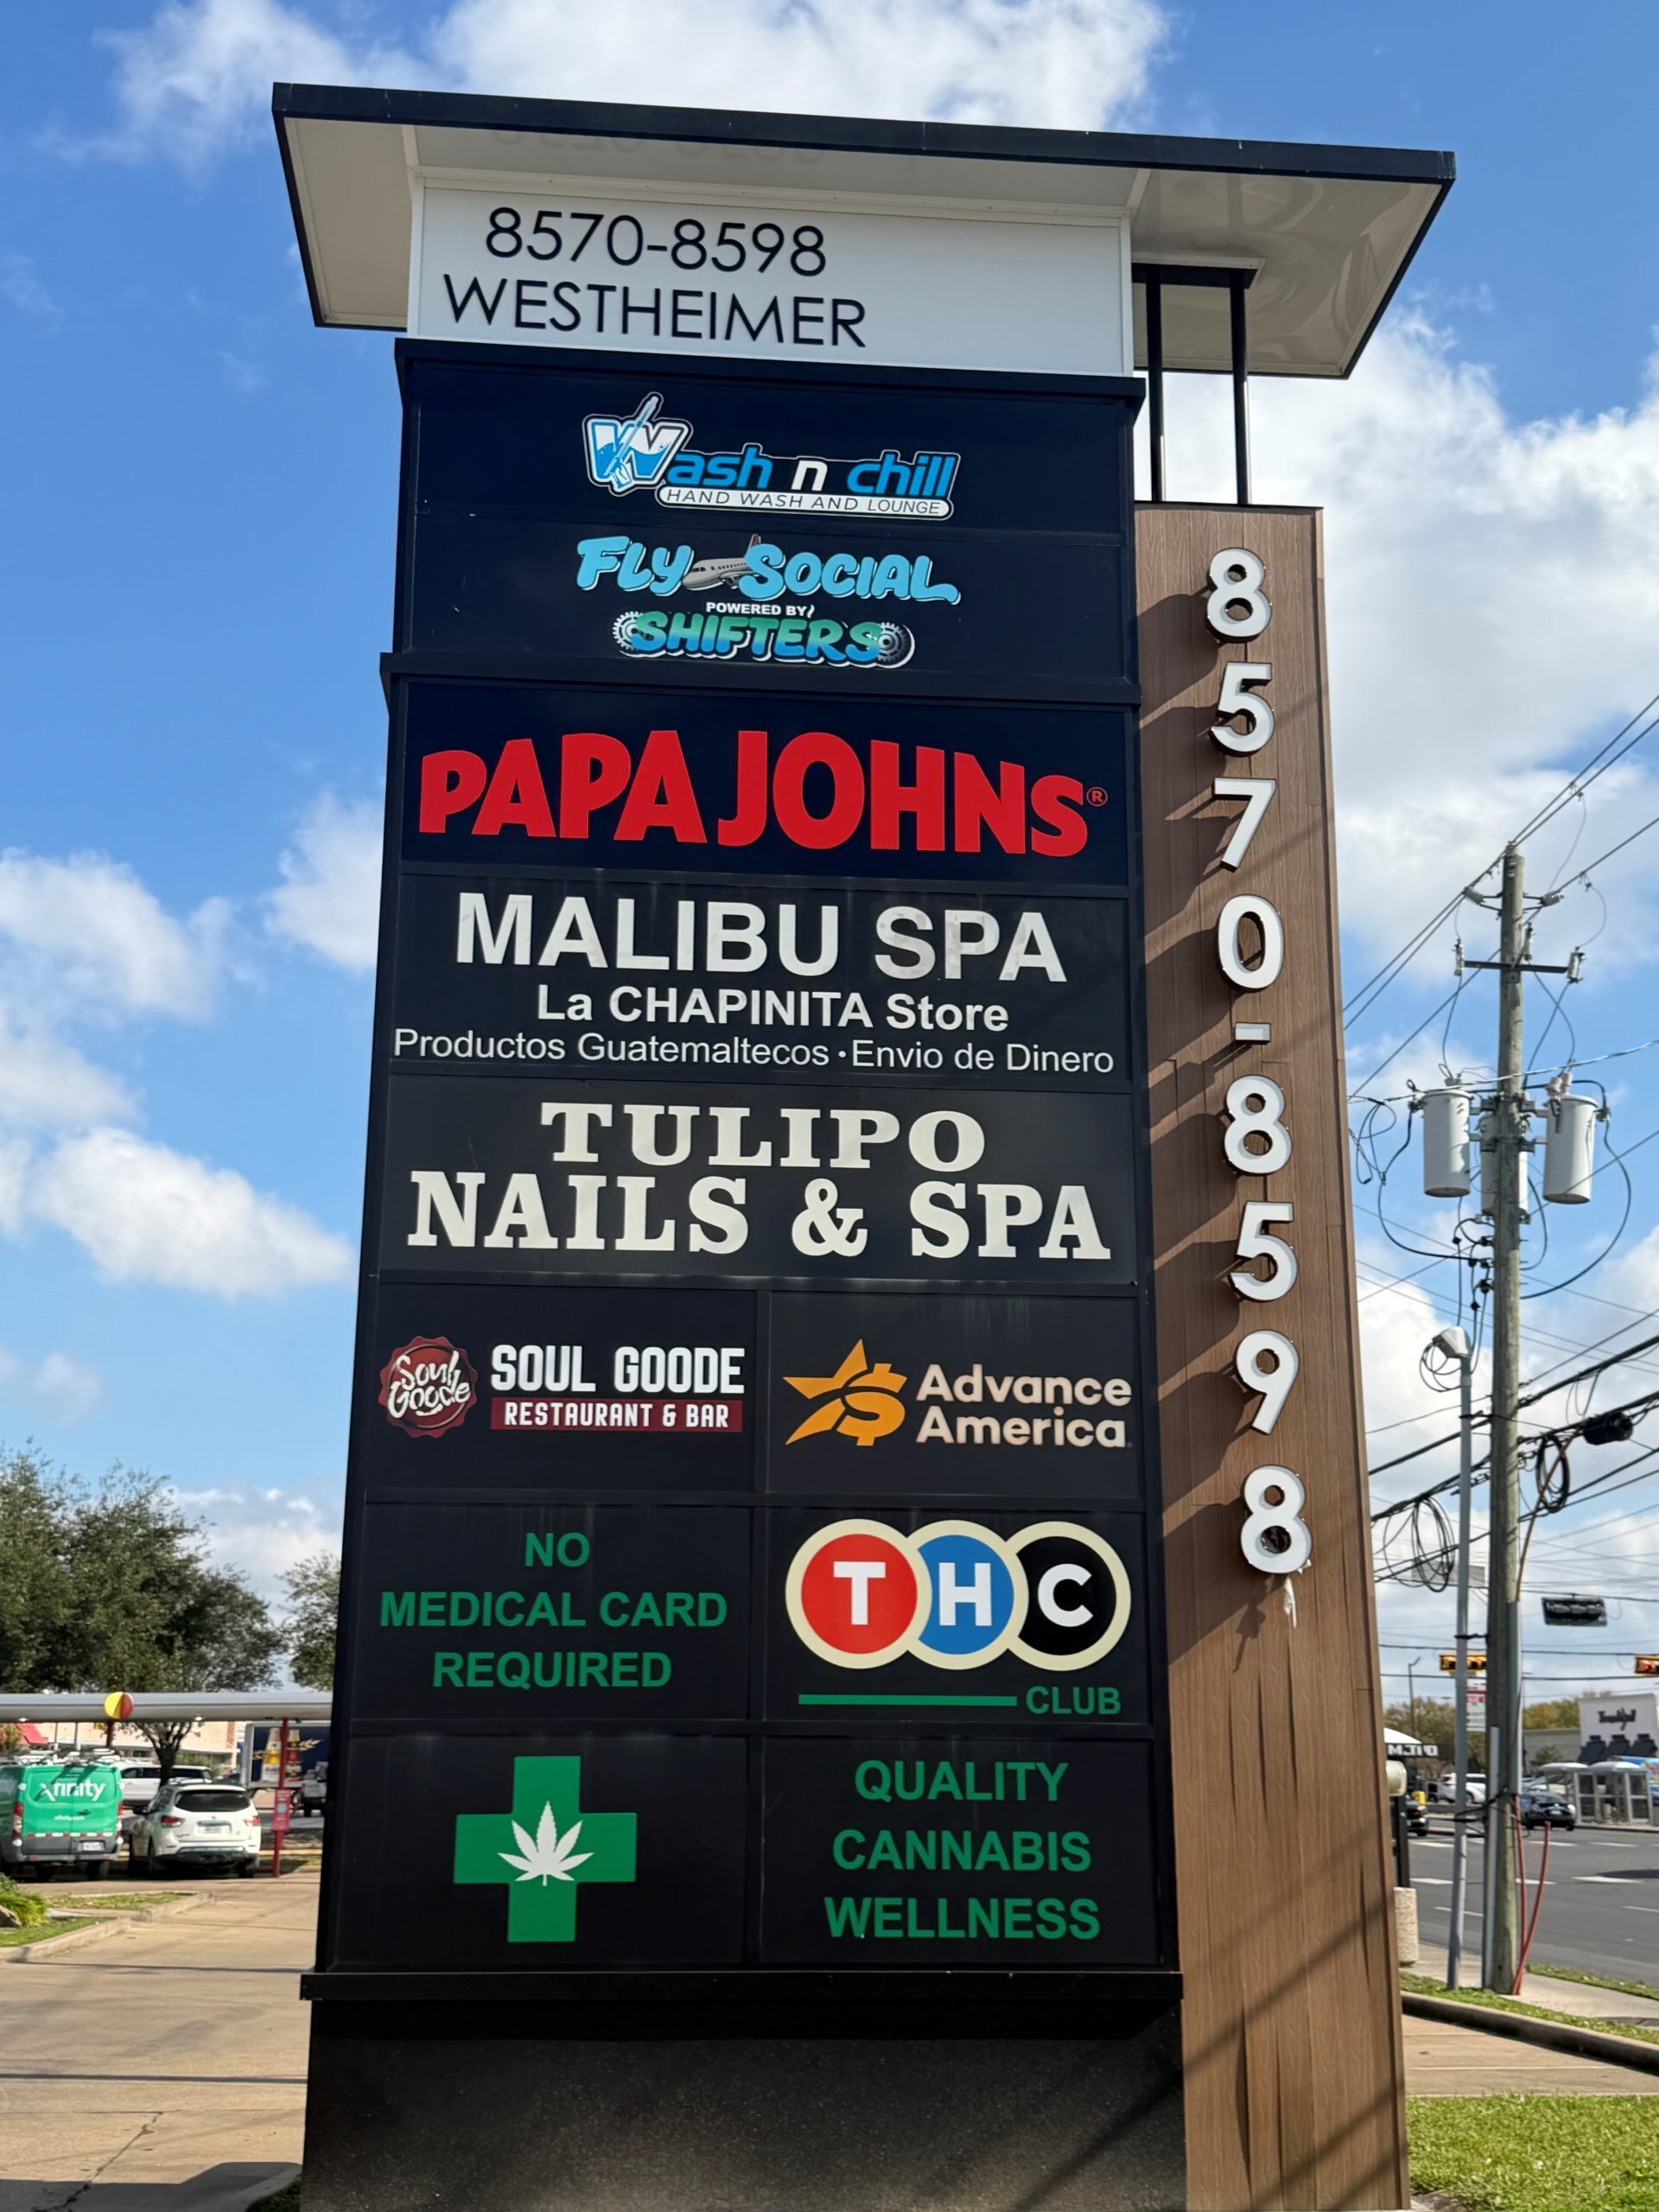 8570-8598
WESTHEIMER
Wash n chill
HAND WASH AND LOUNGE
FLY SOCIAL
POWERED BY
SHIFTERS
PAPA JOHNS®
MALIBU SPA
La CHAPINITA Store
Productos Guatemaltecos • Envio de Dinero
TULIPO
NAILS & SPA
Soul
Goode
SOUL GOODE
RESTAURANT & BAR
Advance
America
NO
MEDICAL CARD
REQUIRED
THC
CLUB
QUALITY
CANNABIS
WELLNESS
8570-8598
xfinity